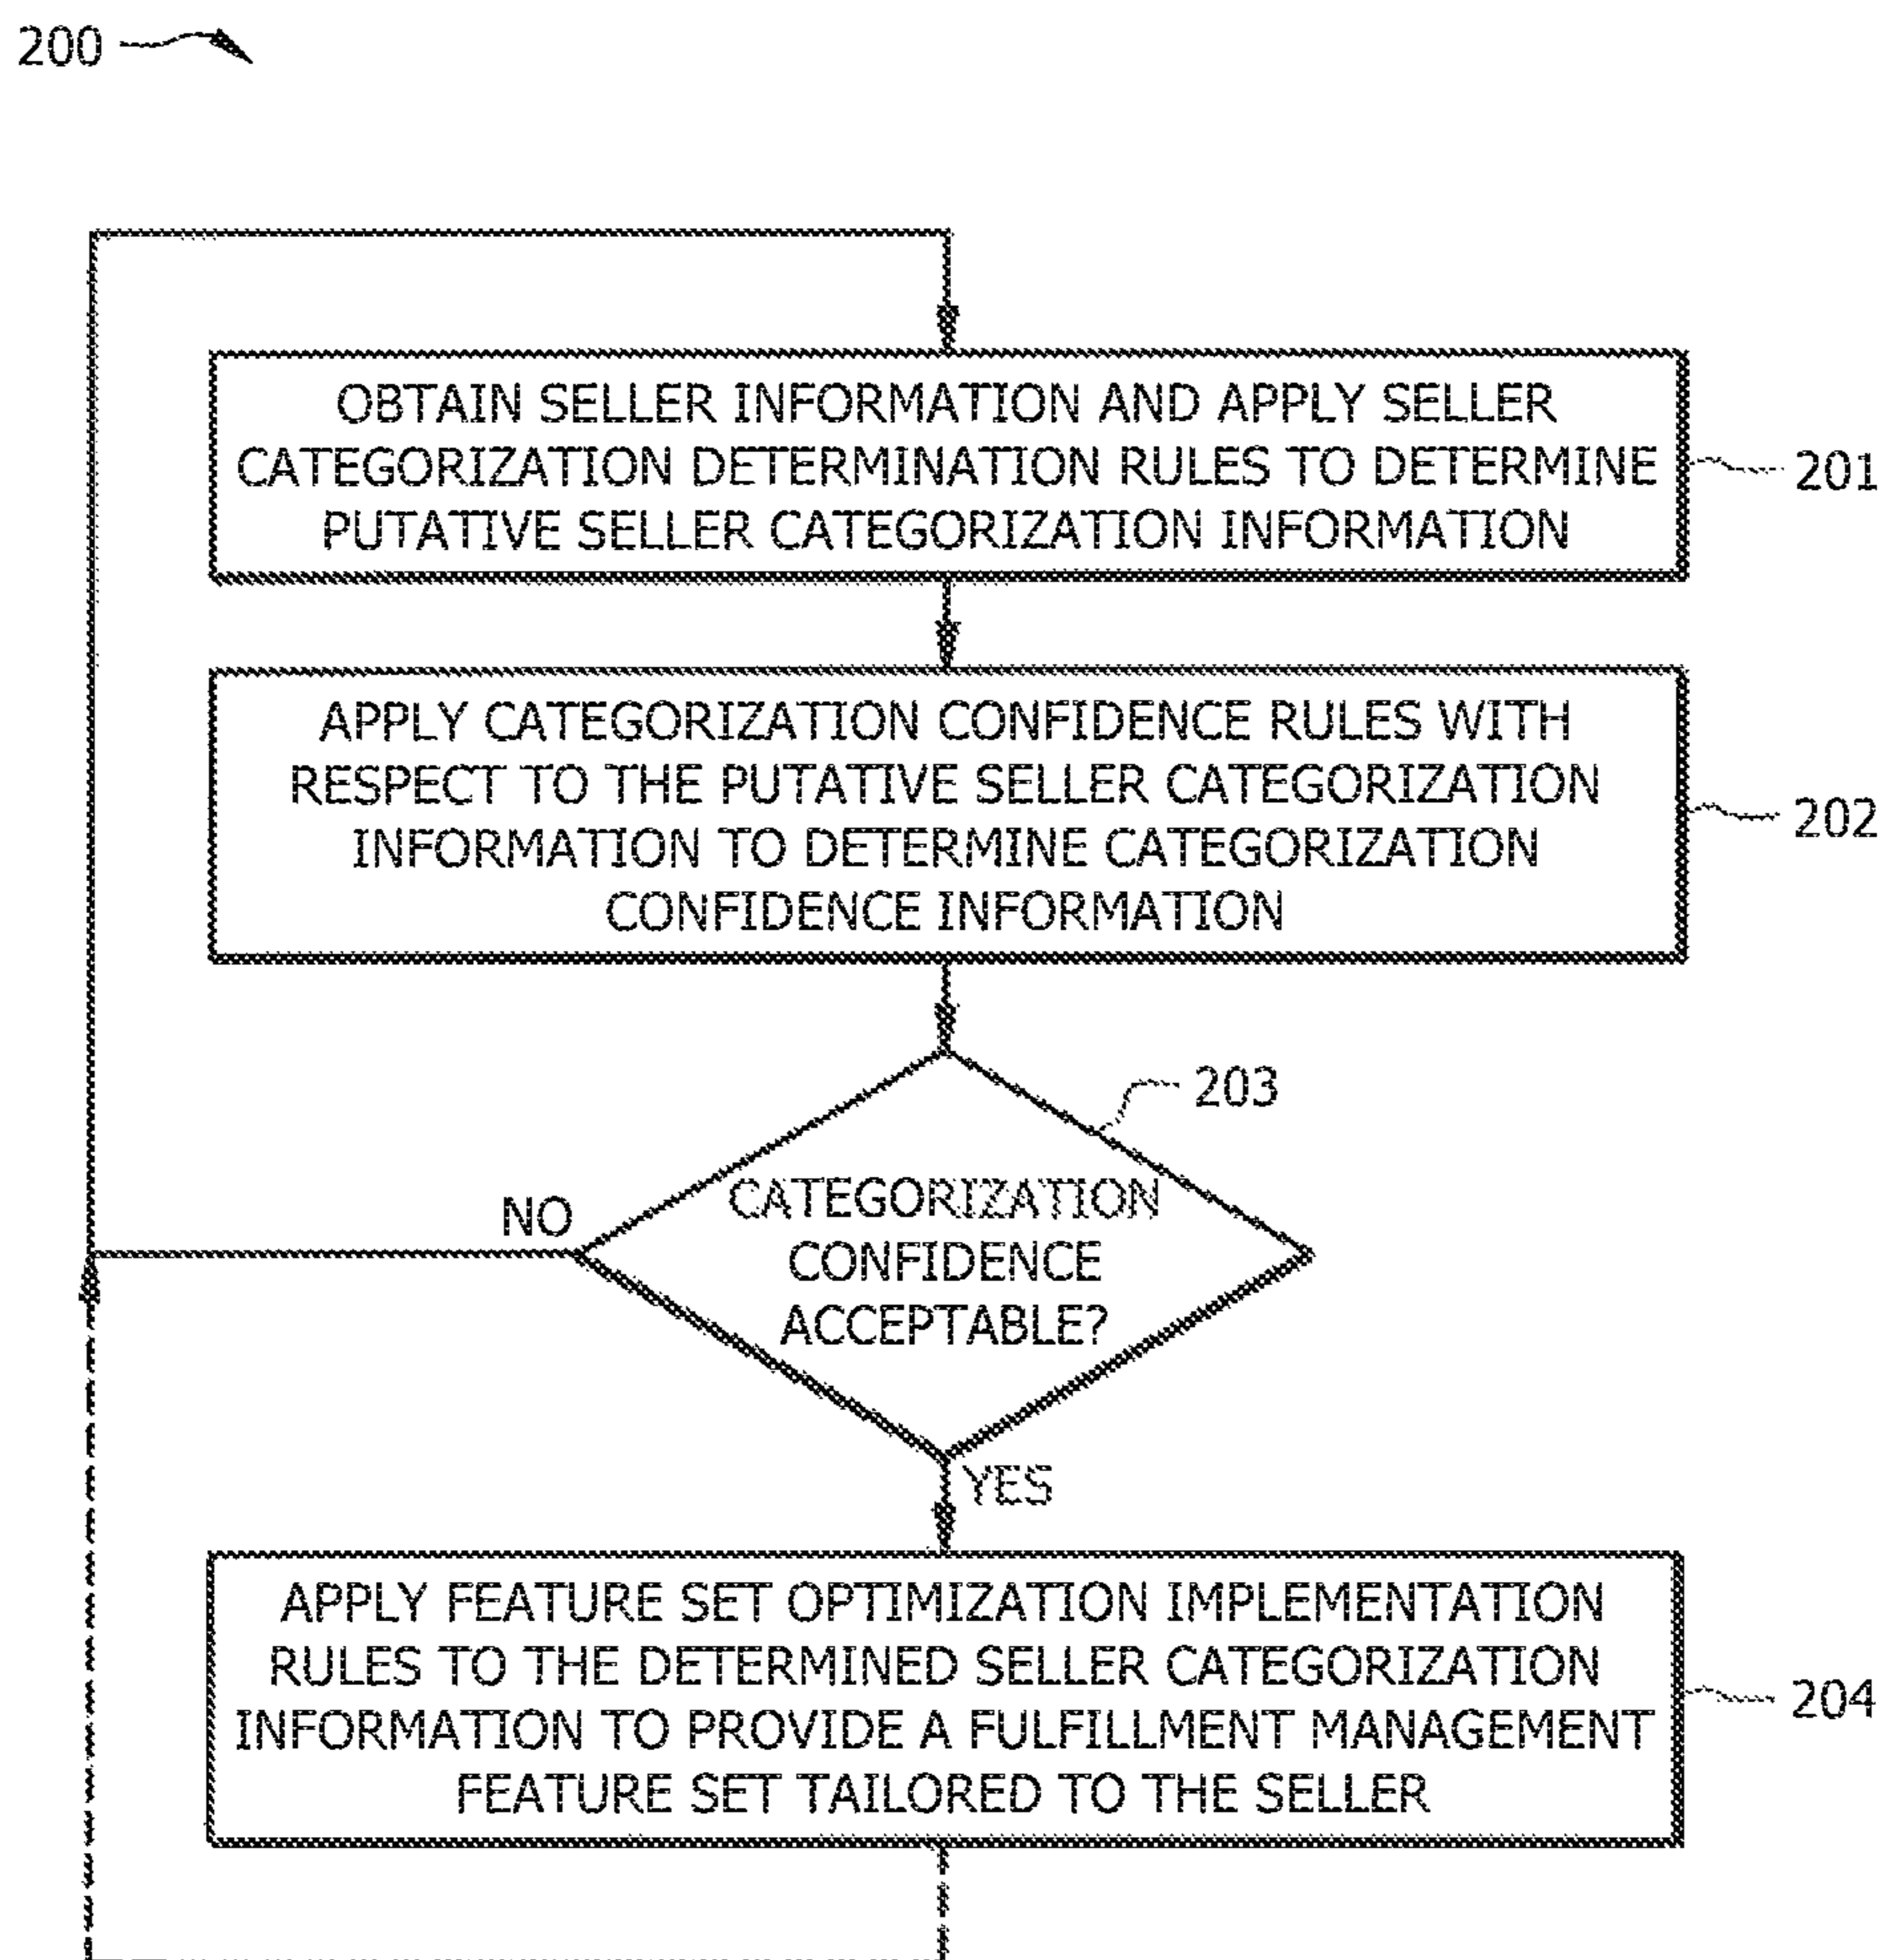 200
OBTAIN SELLER INFORMATION AND APPLY SELLER
CATEGORIZATION DETERMINATION RULES TO DETERMINE
PUTATIVE SELLER CATEGORIZATION INFORMATION
201
APPLY CATEGORIZATION CONFIDENCE RULES WITH
RESPECT TO THE PUTATIVE SELLER CATEGORIZATION
INFORMATION TO DETERMINE CATEGORIZATION
CONFIDENCE INFORMATION
202
203
CATEGORIZATION
CONFIDENCE
ACCEPTABLE?
NO
YES
APPLY FEATURE SET OPTIMIZATION IMPLEMENTATION
RULES TO THE DETERMINED SELLER CATEGORIZATION
INFORMATION TO PROVIDE A FULFILLMENT MANAGEMENT
FEATURE SET TAILORED TO THE SELLER
204